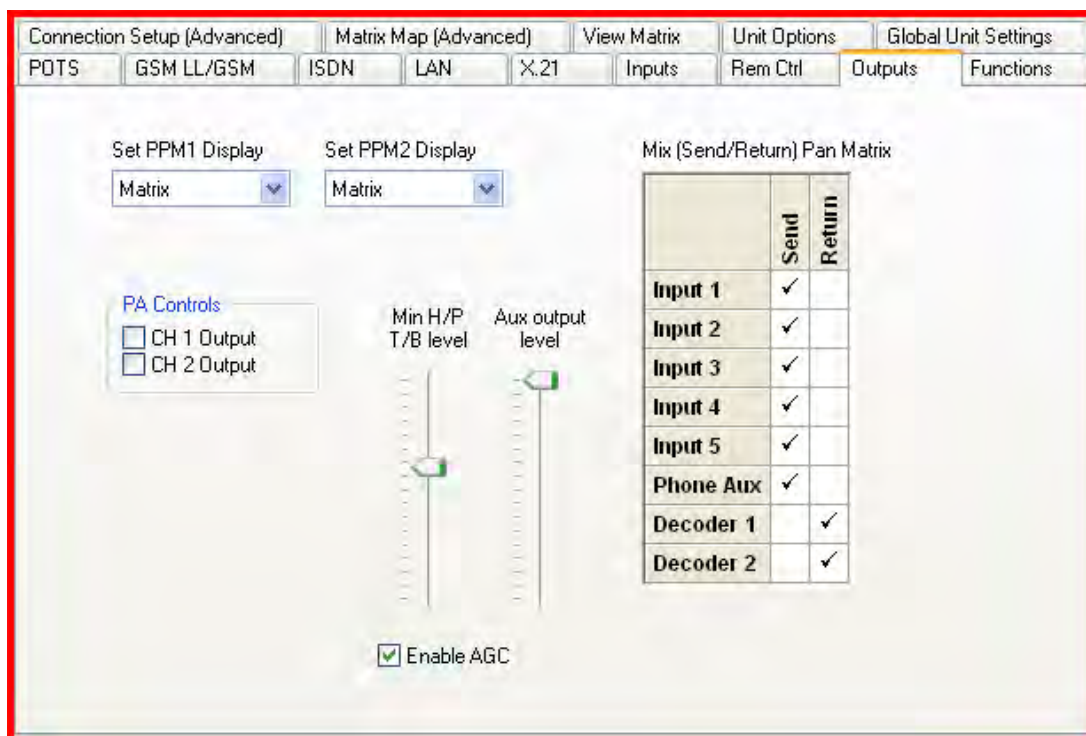 Connection Setup (Advanced) Matrix Map (Advanced) View Matrix Unit Options Global Unit Settings
POTS GSM LL/GSM ISDN LAN X.21 Inputs Rem Ctrl Outputs Functions
Set PPM1 Display Set PPM2 Display Mix (Send/Return) Pan Matrix
Matrix Matrix
Send Return
PA Controls
CH 1 Output
CH 2 Output
Min H/P
T/B level
Aux output
level
Input 1
Input 2
Input 3
Input 4
Input 5
Phone Aux
Decoder 1
Decoder 2
Enable AGC